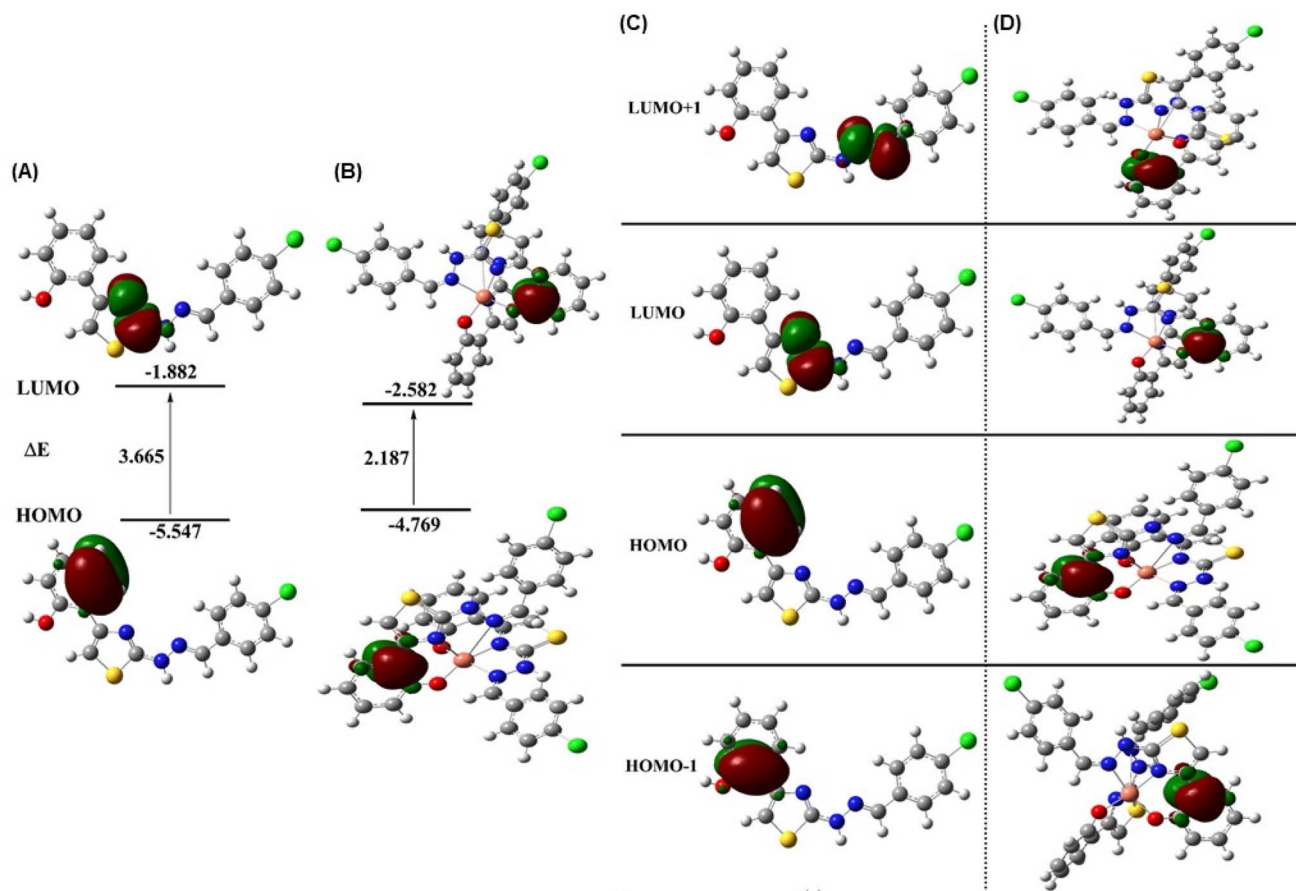 (A)
(B)
LUMO
-1.882
-2.582
ΔE
3.665
2.187
HOMO
-5.547
-4.769
(C)
(D)
LUMO+1
LUMO
HOMO
HOMO-1